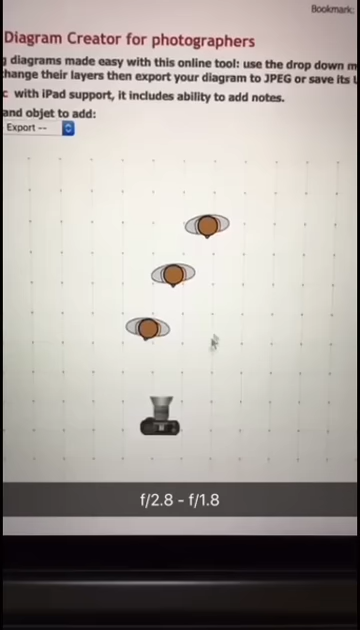 Bookmark:
Diagram Creator for photographers
diagrams made easy with this online tool: use the drop down
change their layers then export your diagram to JPEG or save its
with iPad support, it includes ability to add notes.
and objet to add:
Export --
f/2.8 - f/1.8